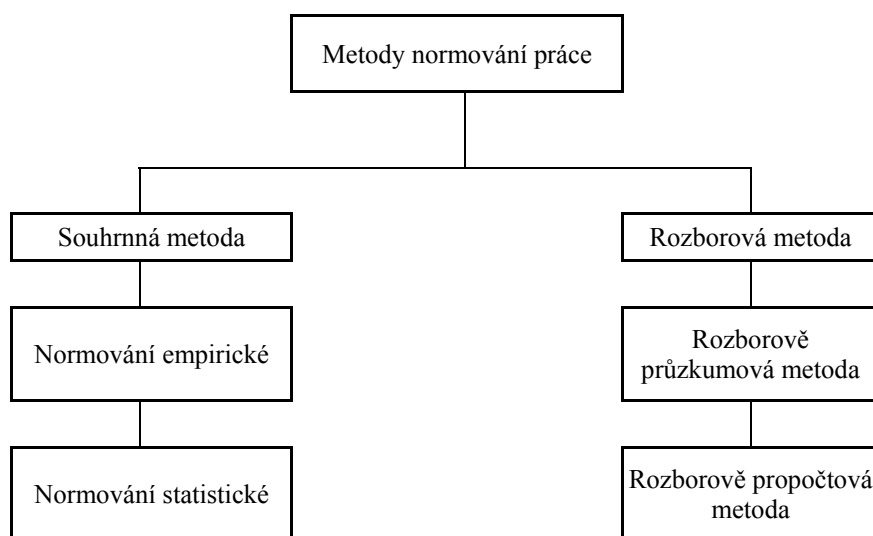 Metody normování práce
Souhrnná metoda
Rozborová metoda
Normování empirické
Rozborově
průzkumová metoda
Normování statistické
Rozborově propočtová
metoda